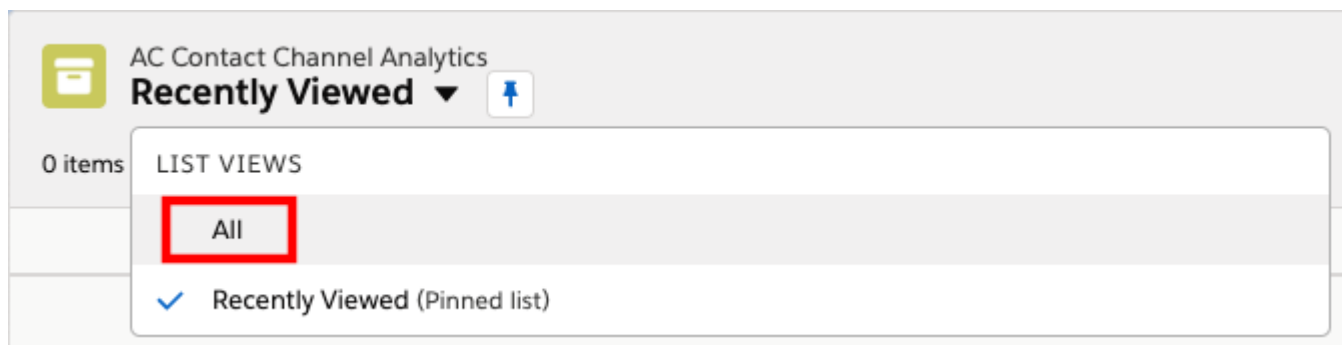 AC Contact Channel Analytics
Recently Viewed
0 items
LIST VIEWS
All
Recently Viewed (Pinned list)